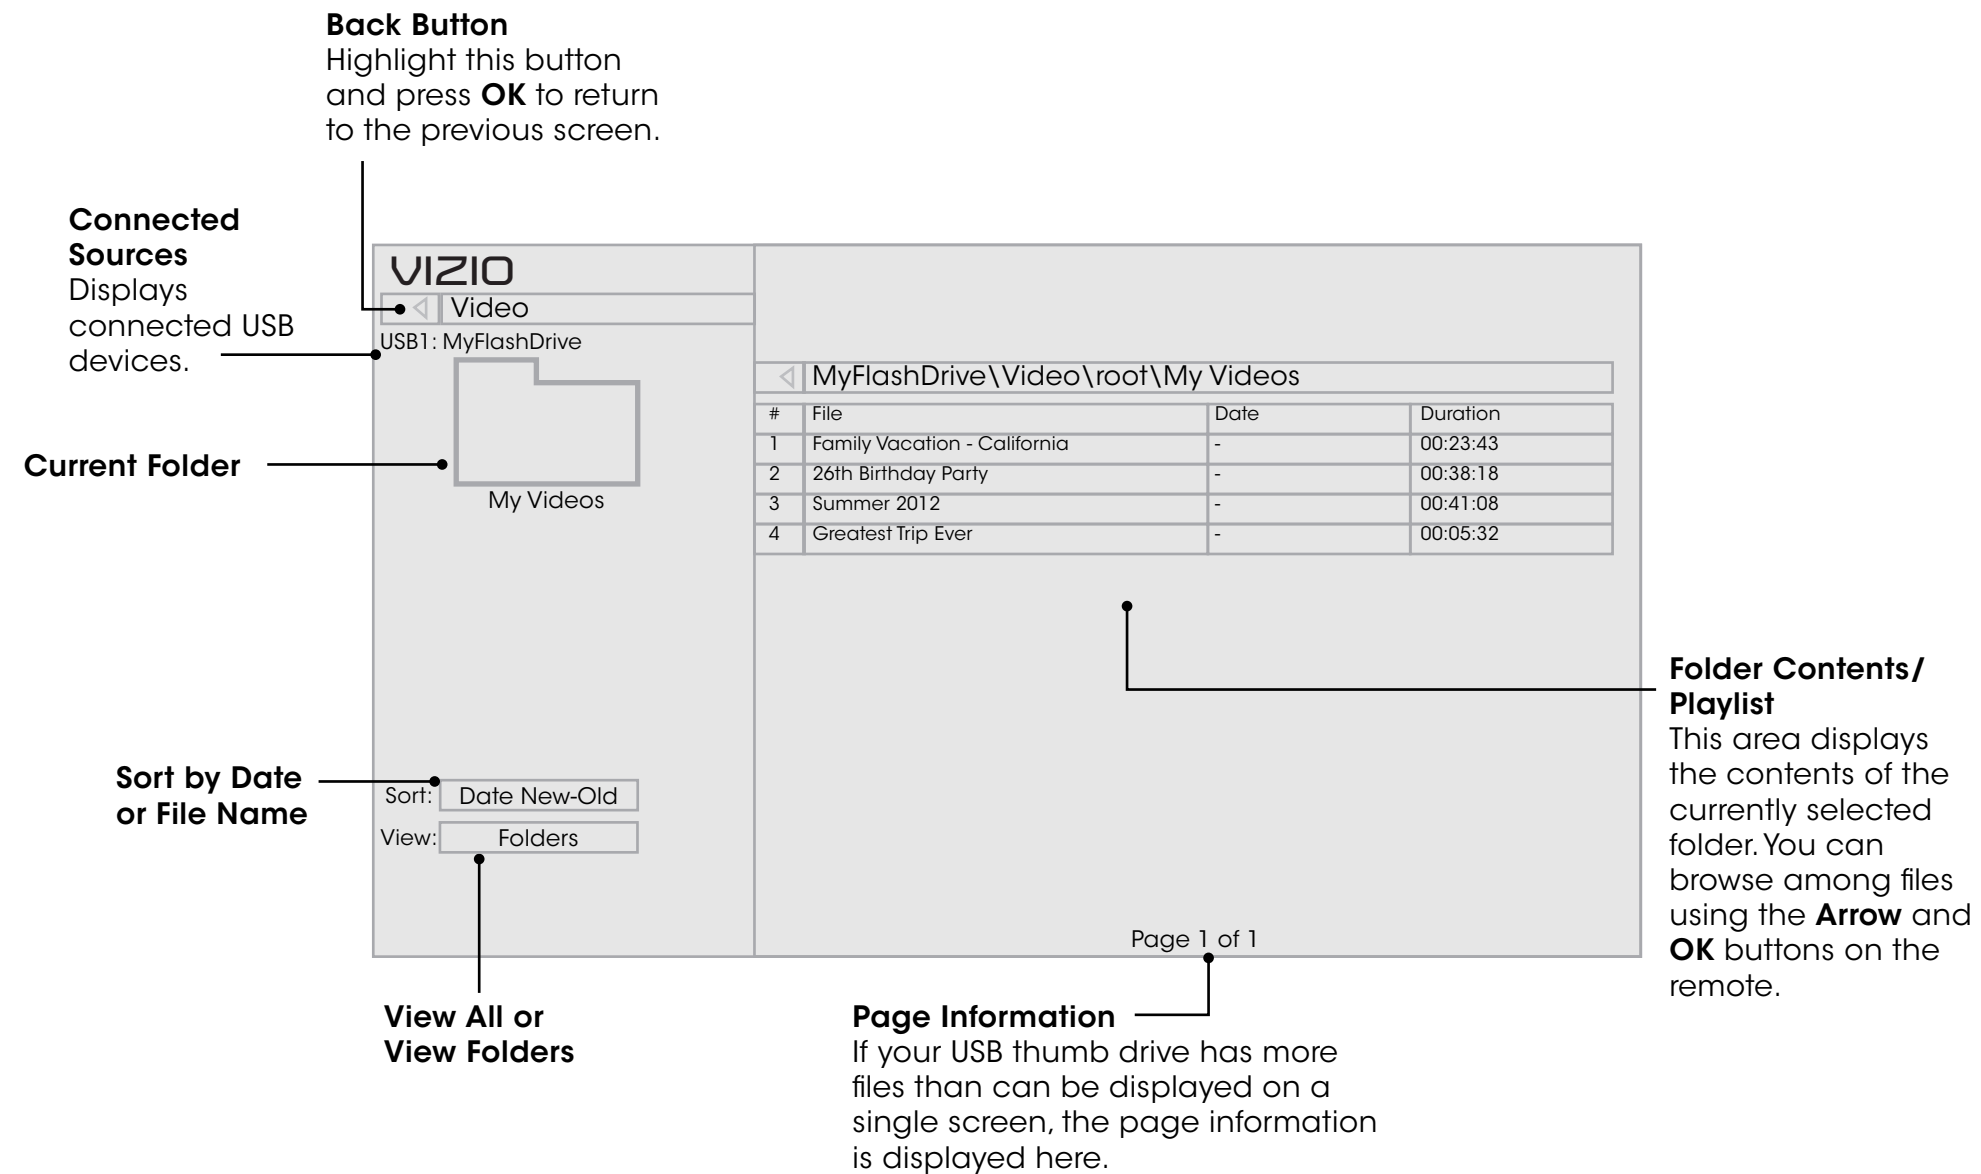 Back Button
Highlight this button
and press OK to return
to the previous screen.
Connected
Sources
Displays
connected USB
devices.
Current Folder
Sort by Date
or File Name
VIZIO
Video
USB1: MyFlashDrive
My Videos
Sort: Date New-Old
View: Folders
MyFlashDrive\Video\root\My Videos
# File Date Duration
1 Family Vacation - California - 00:23:43
2 26th Birthday Party - 00:38:18
3 Summer 2012 - 00:41:08
4 Greatest Trip Ever - 00:05:32
Page 1 of 1
Folder Contents/
Playlist
This area displays
the contents of the
currently selected
folder. You can
browse among files
using the Arrow and
OK buttons on the
remote.
View All or
View Folders
Page Information
If your USB thumb drive has more
files than can be displayed on a
single screen, the page information
is displayed here.